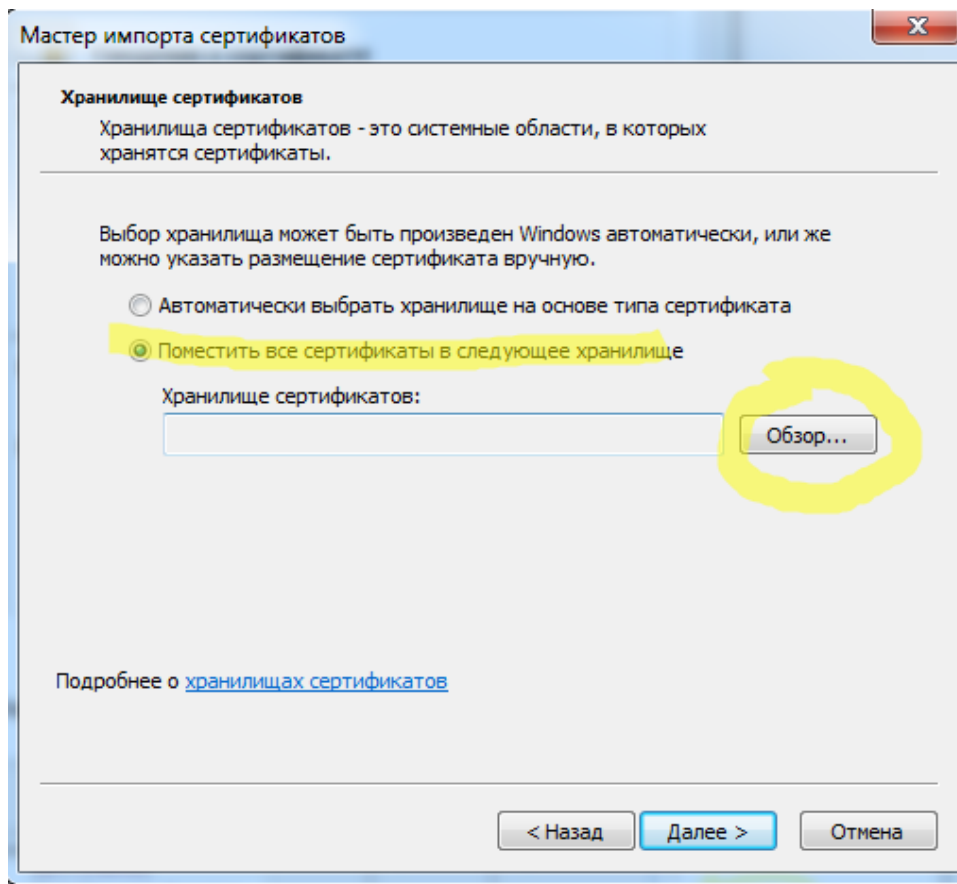 Мастер импорта сертификатов
Хранилище сертификатов
Хранилища сертификатов - это системные области, в которых
хранятся сертификаты.
Выбор хранилища может быть произведен Windows автоматически, или же
можно указать размещение сертификата вручную.
Автоматически выбрать хранилище на основе типа сертификата
Поместить все сертификаты в следующее хранилище
Хранилище сертификатов:
Обзор...
Подробнее о хранилищах сертификатов
< Назад Далее > Отмена